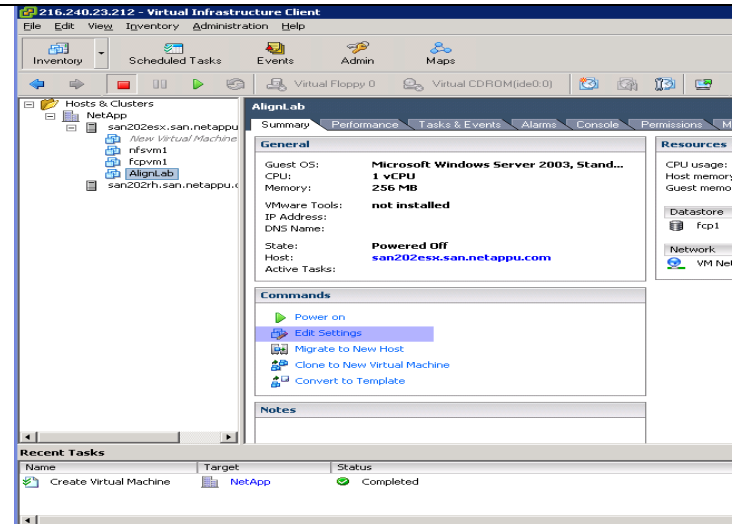 216.240.23.212 - Virtual Infrastructure Client
File Edit View Inventory Administration Help
Inventory Scheduled Tasks Events Admin Maps
Virtual Floppy 0 Virtual CDROM(ide0:0)
Hosts & Clusters
NetApp
san202esx.san.netappu
New Virtual Machine
nfsvm1
fcpvm1
AlignLab
san202rh.san.netappu.c
AlignLab
Summary Performance Tasks & Events Alarms Console Permissions M
General
Guest OS: Microsoft Windows Server 2003, Stand...
CPU: 1 vCPU
Memory: 256 MB
VMware Tools: not installed
IP Address:
DNS Name:
State: Powered Off
Host: san202esx.san.netappu.com
Active Tasks:
Commands
Power on
Edit Settings
Migrate to New Host
Clone to New Virtual Machine
Convert to Template
Notes
Resources
CPU usage:
Host memory
Guest memo
Datastore
fcp1
Network
VM Net
Recent Tasks
Name Target Status
Create Virtual Machine NetApp Completed